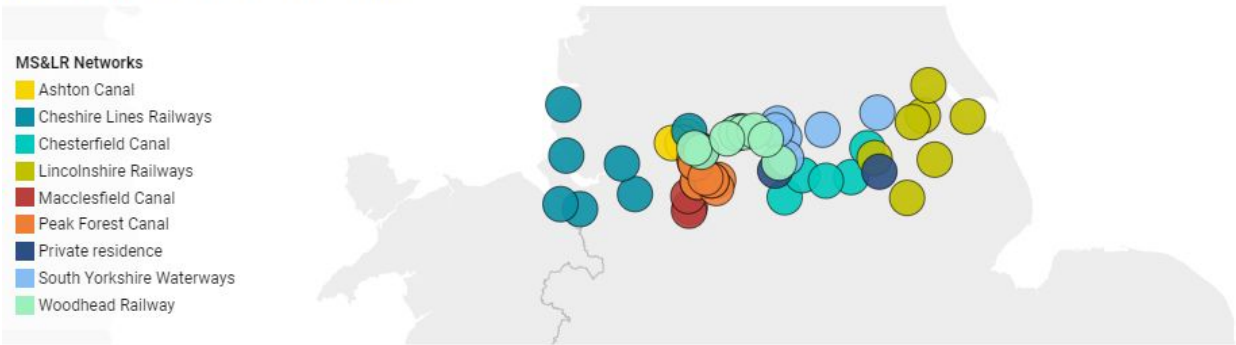 MS&LR Networks
Ashton Canal
Cheshire Lines Railways
Chesterfield Canal
Lincolnshire Railways
Macclesfield Canal
Peak Forest Canal
Private residence
South Yorkshire Waterways
Woodhead Railway